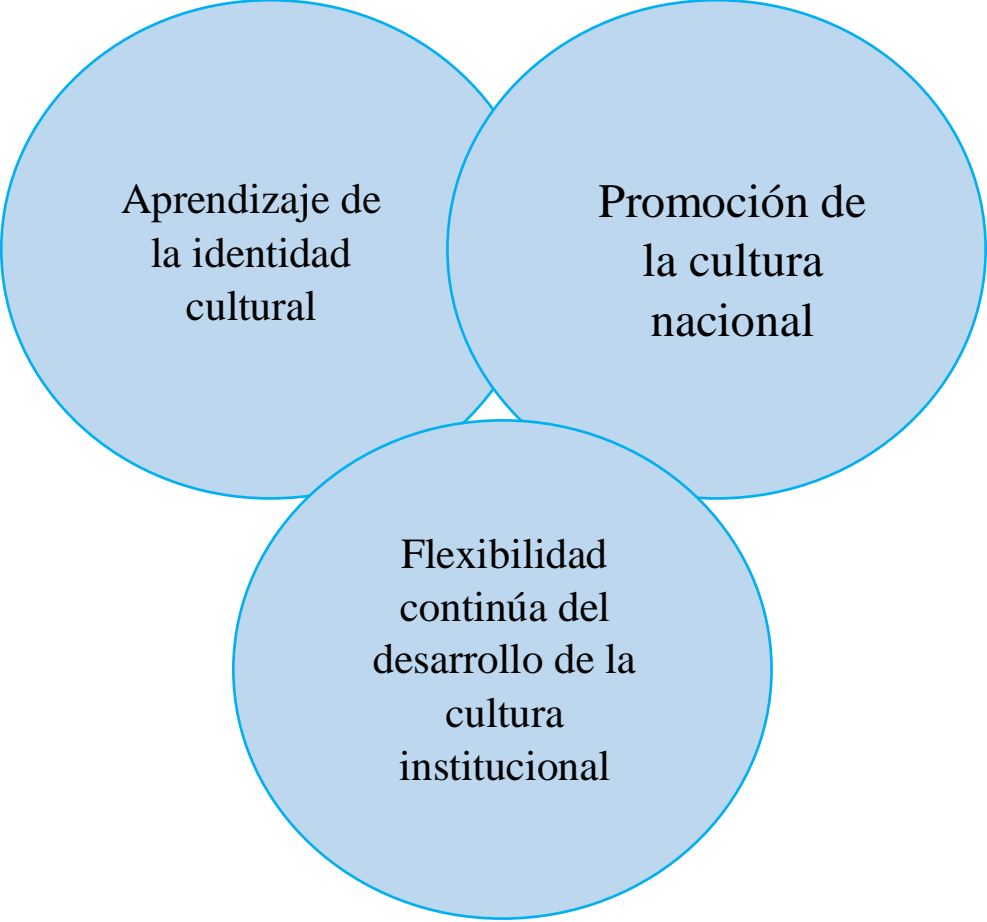 Aprendizaje de
la identidad
cultural
Promoción de
la cultura
nacional
Flexibilidad
continúa del
desarrollo de la
cultura
institucional